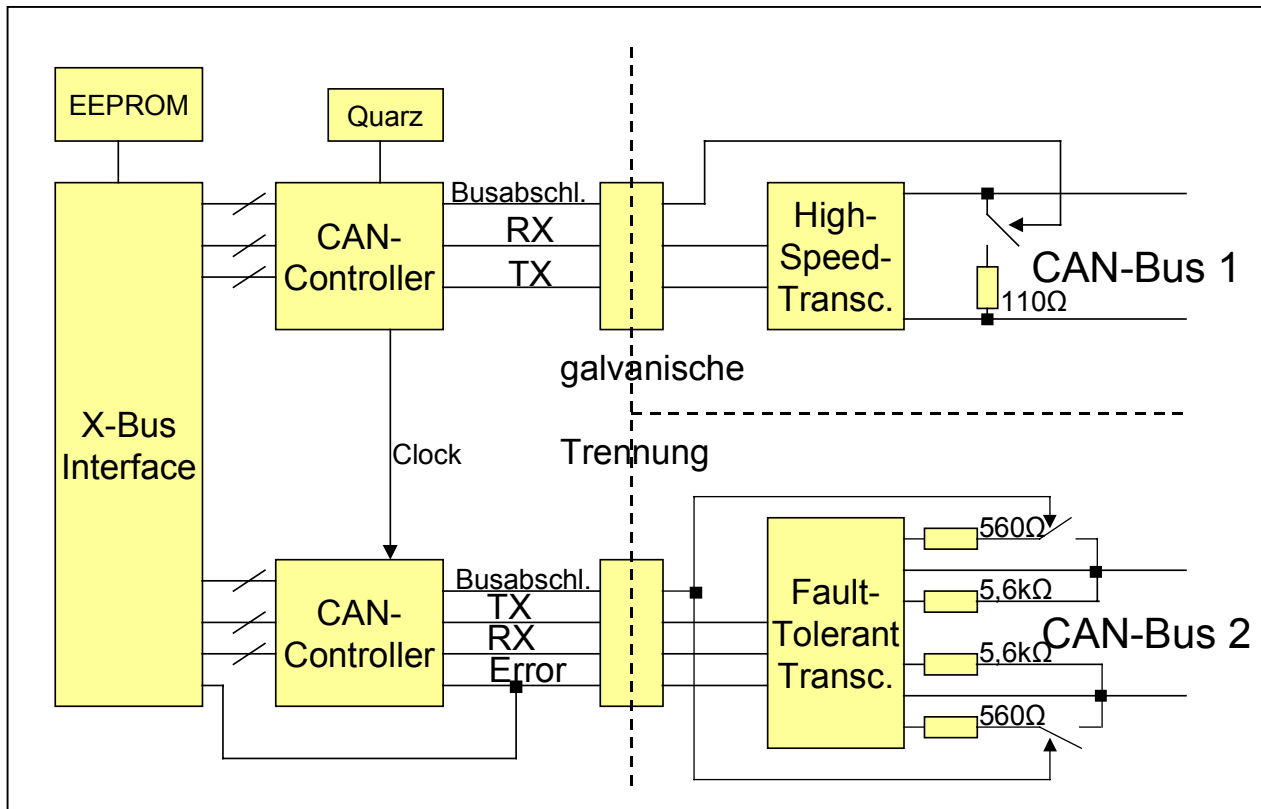 EEPROM
Quarz
X-Bus
Interface
CAN-
Controller
Busabschl.
RX
TX
High-
Speed-
Transc.
110Ω
CAN-Bus 1
galvanische
Trennung
Clock
CAN-
Controller
Busabschl.
TX
RX
Error
Fault-
Tolerant
Transc.
560Ω
5,6kΩ
5,6kΩ
560Ω
CAN-Bus 2